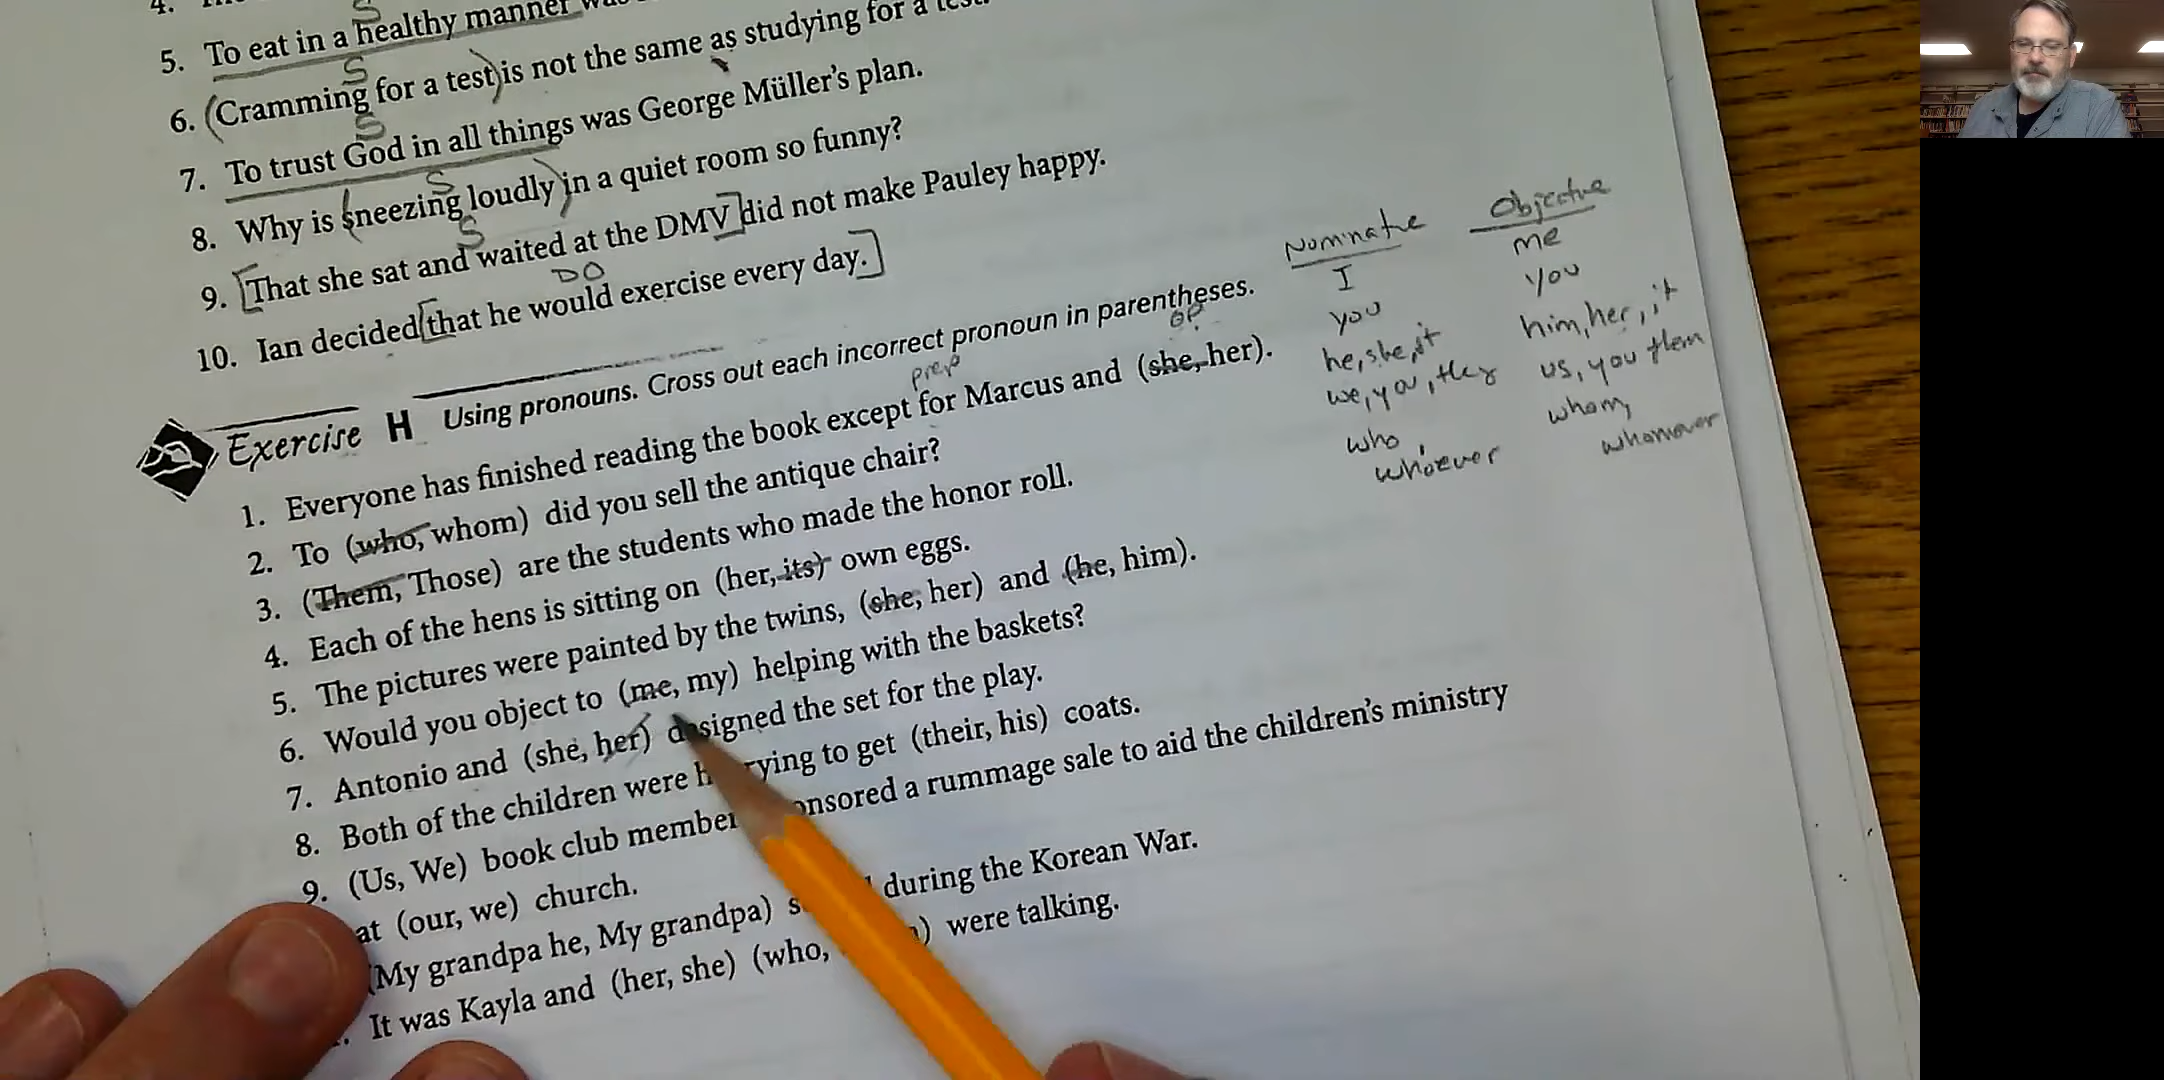 4.
5. To eat in a healthy manner
S
6. (Cramming for a test) is not the same as studying for a test.
S
7. To trust God in all things was George Müller's plan.
S
8. Why is (sneezing loudly) in a quiet room so funny?
S
9. [That she sat and waited at the DMV] did not make Pauley happy.
S
10. Ian decided [that he would exercise every day.]
DO
Exercise H Using pronouns. Cross out each incorrect pronoun in parentheses.
prep OP
1. Everyone has finished reading the book except for Marcus and (she, her).
2. To (who, whom) did you sell the antique chair?
3. (Them, Those) are the students who made the honor roll.
4. Each of the hens is sitting on (her, its) own eggs.
5. The pictures were painted by the twins, (she, her) and (he, him).
6. Would you object to (me, my) helping with the baskets?
7. Antonio and (she, her) designed the set for the play.
8. Both of the children were hurrying to get (their, his) coats.
9. (Us, We) book club member onsored a rummage sale to aid the children's ministry
at (our, we) church.
(My grandpa he, My grandpa) during the Korean War.
It was Kayla and (her, she) (who, were talking.
Nominative Objective
I me
you you
he, she, it him, her, it
we, you, they us, you them
who, whom,
whoever whomever